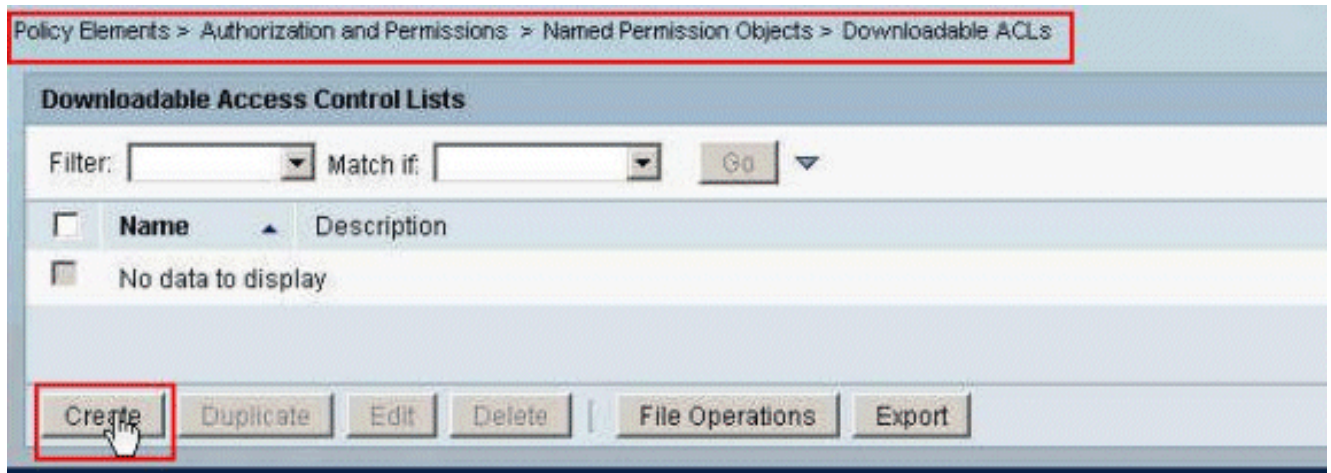 Policy Elements > Authorization and Permissions > Named Permission Objects > Downloadable ACLs
Downloadable Access Control Lists
Filter: Match if: Go
Name Description
No data to display
Create Duplicate Edit Delete | File Operations Export